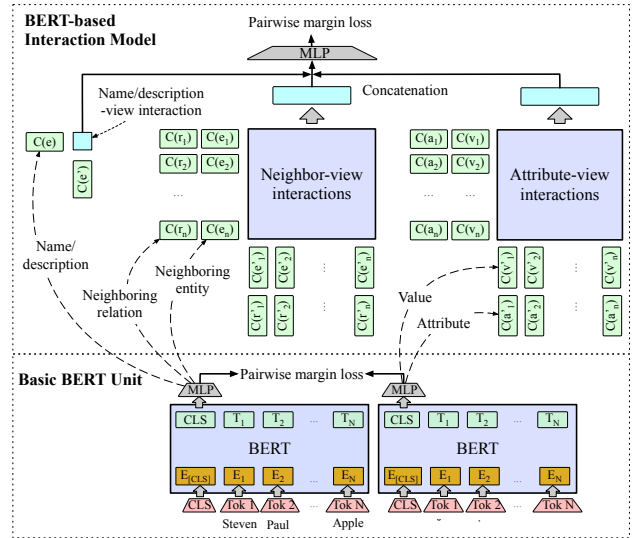 BERT-based
Interaction Model
Pairwise margin loss
MLP
Name/description
-view interaction
Concatenation
C(e)
C(e')
C(r₁) C(e₁)
C(r₂) C(e₂)
...
C(rₙ) C(eₙ)
Neighbor-view
interactions
C(a₁) C(v₁)
C(a₂) C(v₂)
...
C(aₙ) C(vₙ)
Attribute-view
interactions
C(e'₁) C(e'₂) ... C(e'ₙ)
C(r'₁) C(r'₂) ... C(r'ₙ)
C(v'₁) C(v'₂) ... C(v'ₙ)
C(a'₁) C(a'₂) ... C(a'ₙ)
Name/
description
Neighboring
relation
Neighboring
entity
Value
Attribute
Basic BERT Unit
Pairwise margin loss
MLP
MLP
CLS T₁ T₂ ... T_N
CLS T₁ T₂ ... T_N
BERT
BERT
E[CLS] E₁ E₂ ... E_N
E[CLS] E₁ E₂ ... E_N
CLS Tok 1 Tok 2 ... Tok N
CLS Tok 1 Tok 2 ... Tok N
Steven Paul Apple